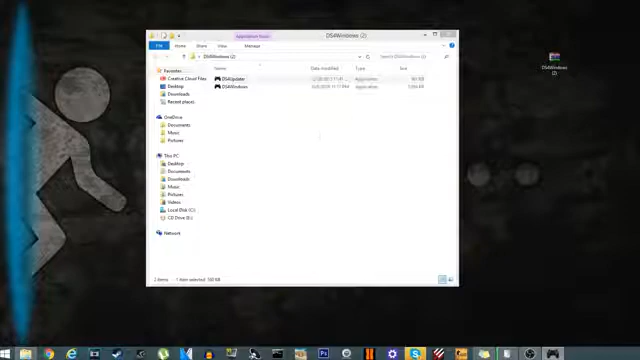 Application Tools
DS4Windows (2)
File
Home
Share
View
Manage
DS4Windows (2)
Search DS4Windows (2)
Name
Date modified
Type
Size
Favorites
Creative Cloud Files
Desktop
Downloads
Recent places
OneDrive
Documents
Music
Pictures
This PC
Desktop
Documents
Downloads
Music
Pictures
Videos
Local Disk (C:)
CD Drive (E:)
Network
DS4Updater
Application
DS4Windows
Application
2 items
1 item selected
DS4Windows
(2)